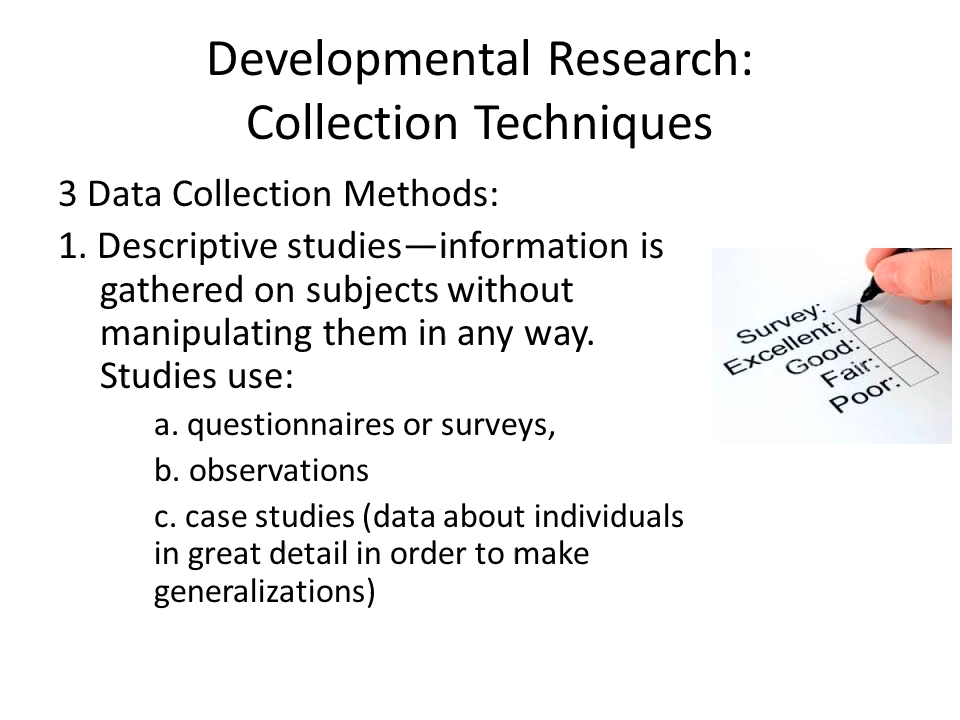 Developmental Research:
Collection Techniques
3 Data Collection Methods:
1. Descriptive studies—information is
gathered on subjects without
manipulating them in any way.
Studies use:
a. questionnaires or surveys,
b. observations
c. case studies (data about individuals
in great detail in order to make
generalizations)
Survey:
Excellent:
Good:
Fair:
Poor: